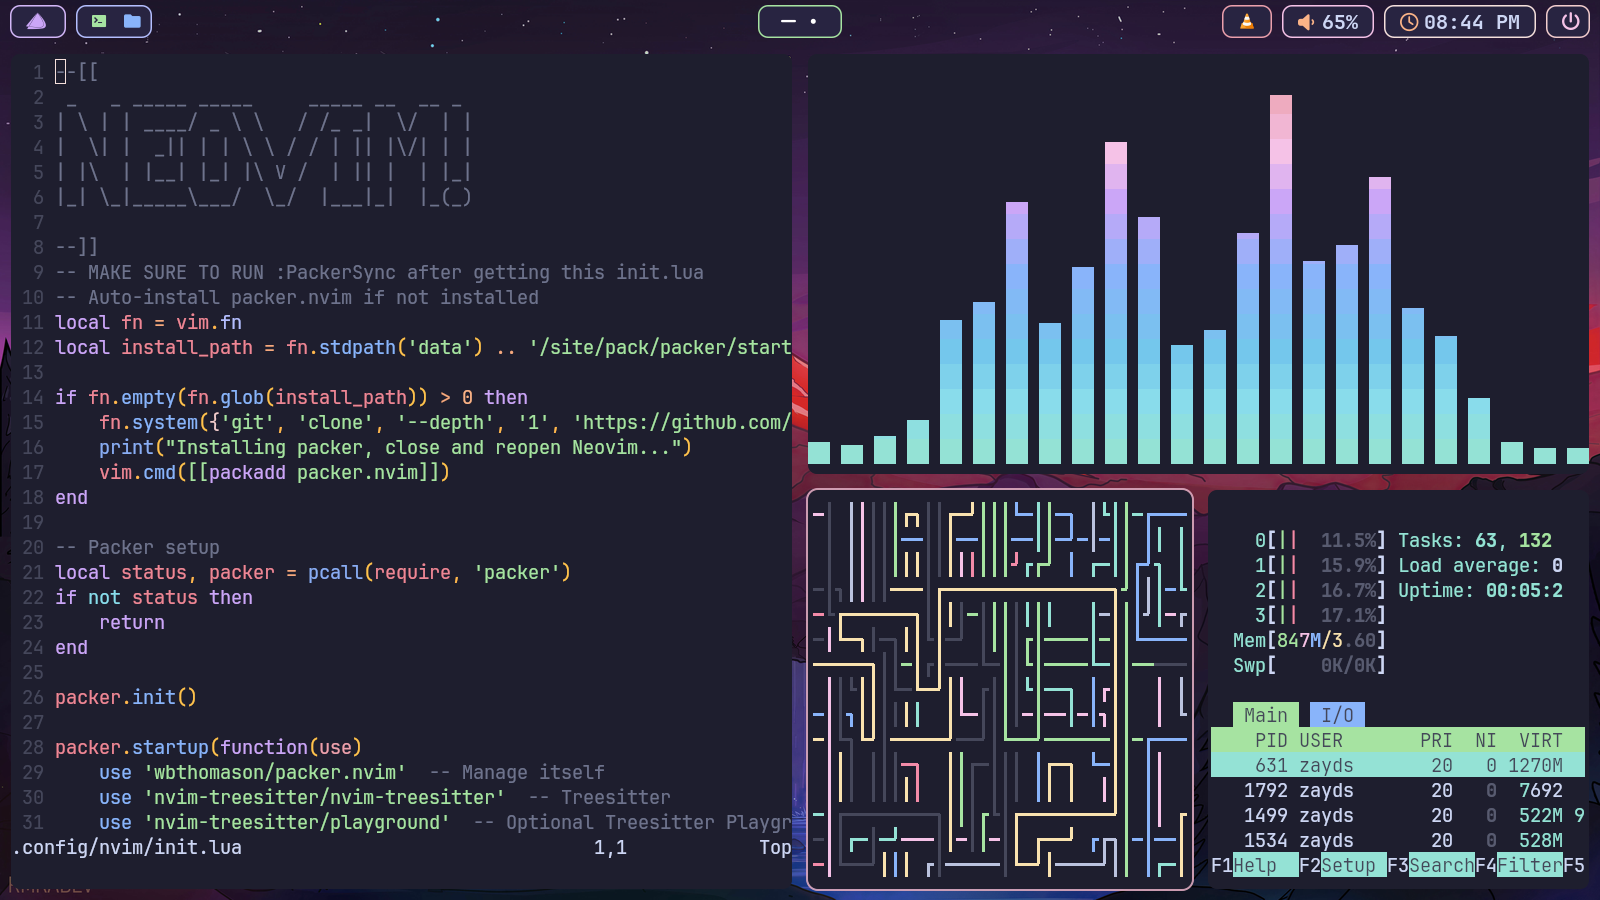 65%
08:44 PM
1 --[[
2  _   _ _____ _____     _____ __  __ _
3 | \ | | ____/ _ \ \   / /_ _|  \/  | |
4 |  \| |  _|| | | \ \ / / | || |\/| | |
5 | |\  | |__| |_| |\ V /  | || |  | |_|
6 |_| \_|_____\___/  \_/  |___|_|  |_(_)
7
8 --]]
9 -- MAKE SURE TO RUN :PackerSync after getting this init.lua
10 -- Auto-install packer.nvim if not installed
11 local fn = vim.fn
12 local install_path = fn.stdpath('data') .. '/site/pack/packer/start
13
14 if fn.empty(fn.glob(install_path)) > 0 then
15     fn.system({'git', 'clone', '--depth', '1', 'https://github.com/
16     print("Installing packer, close and reopen Neovim...")
17     vim.cmd([[packadd packer.nvim]])
18 end
19
20 -- Packer setup
21 local status, packer = pcall(require, 'packer')
22 if not status then
23     return
24 end
25
26 packer.init()
27
28 packer.startup(function(use)
29     use 'wbthomason/packer.nvim'  -- Manage itself
30     use 'nvim-treesitter/nvim-treesitter'  -- Treesitter
31     use 'nvim-treesitter/playground'  -- Optional Treesitter Playgr
.config/nvim/init.lua 1,1 Top
0[|| 11.5%] Tasks: 63, 132
1[|| 15.9%] Load average: 0
2[|| 16.7%] Uptime: 00:05:2
3[|| 17.1%]
Mem[847M/3.6G]
Swp[ 0K/0K]
Main I/O
PID USER PRI NI VIRT
631 zayds 20 0 1270M
1792 zayds 20 0 7692
1499 zayds 20 0 522M 9
1534 zayds 20 0 528M
F1Help F2Setup F3SearchF4FilterF5